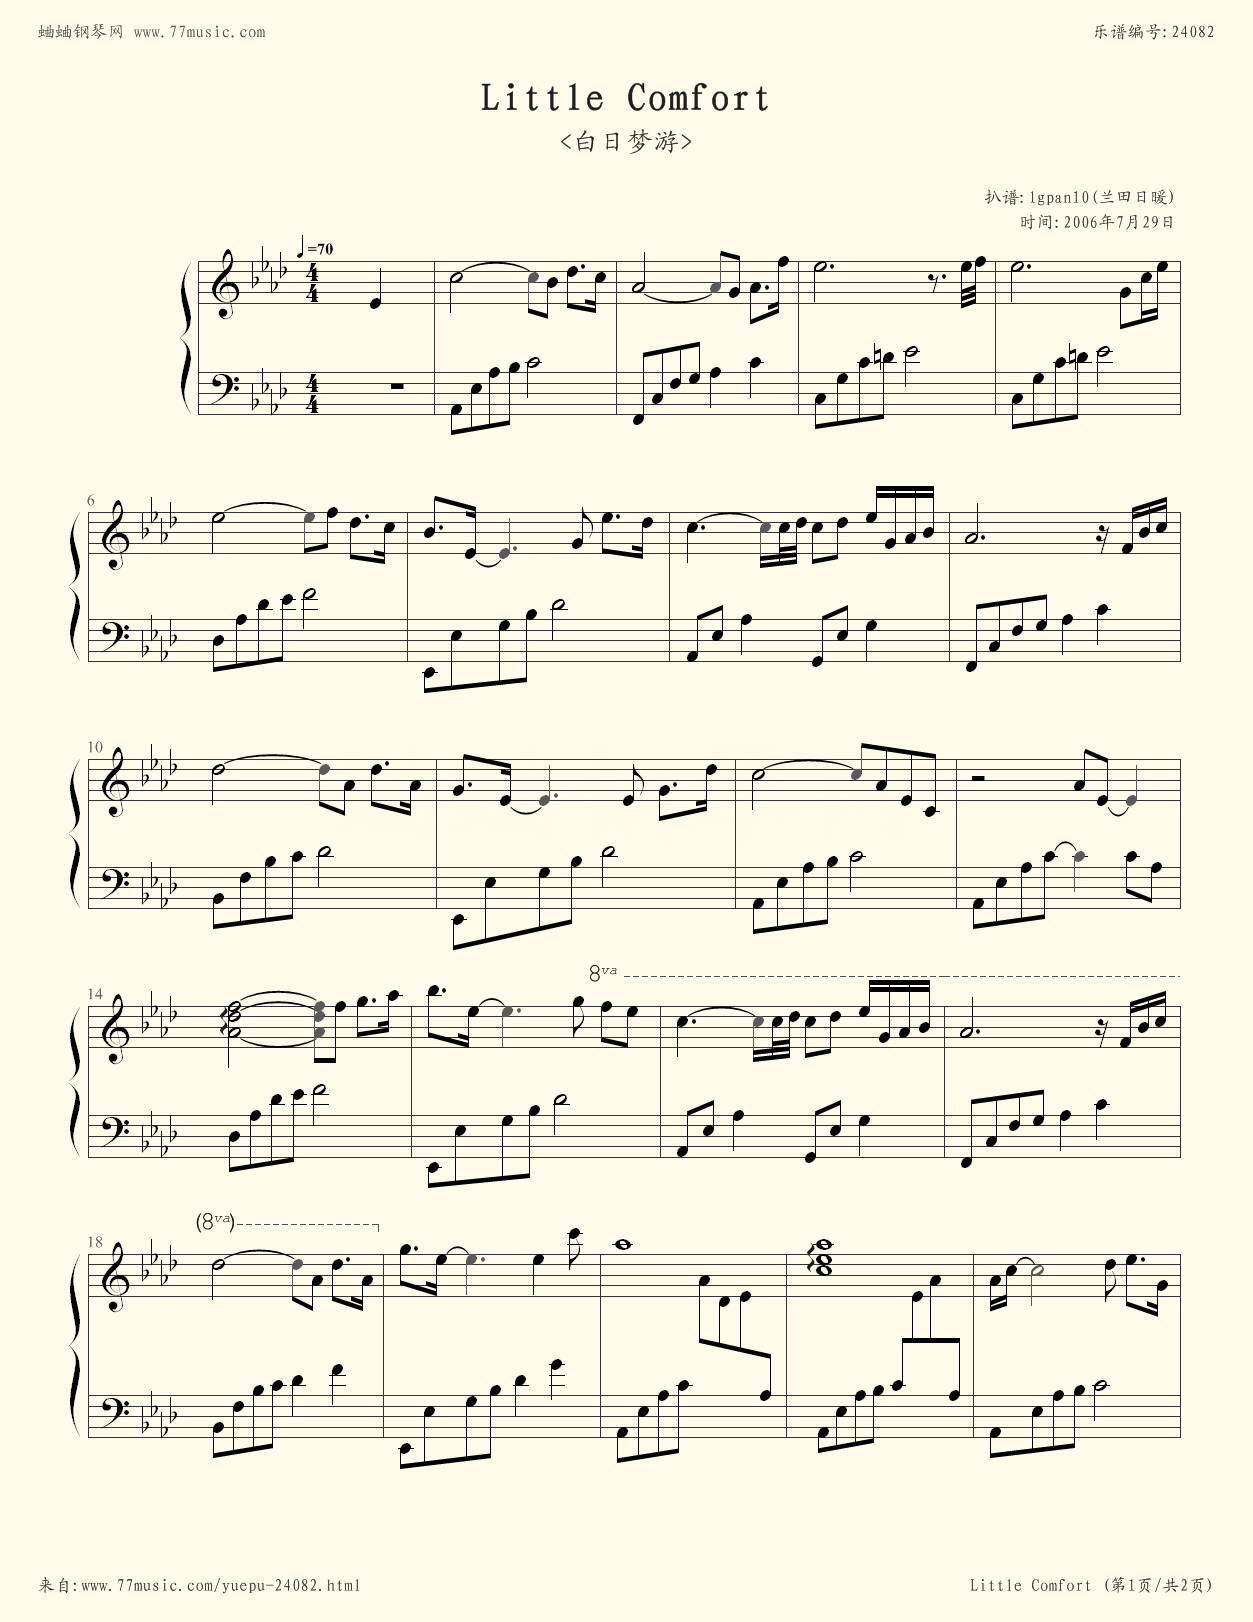 蛐蛐钢琴网 www.77music.com
乐谱编号:24082
Little Comfort
<白日梦游>
扒谱:lgpan10(兰田日暖)
时间:2006年7月29日
=70
6
10
8va
14
(8va)
18
来自:www.77music.com/yuepu-24082.html
Little Comfort (第1页/共2页)